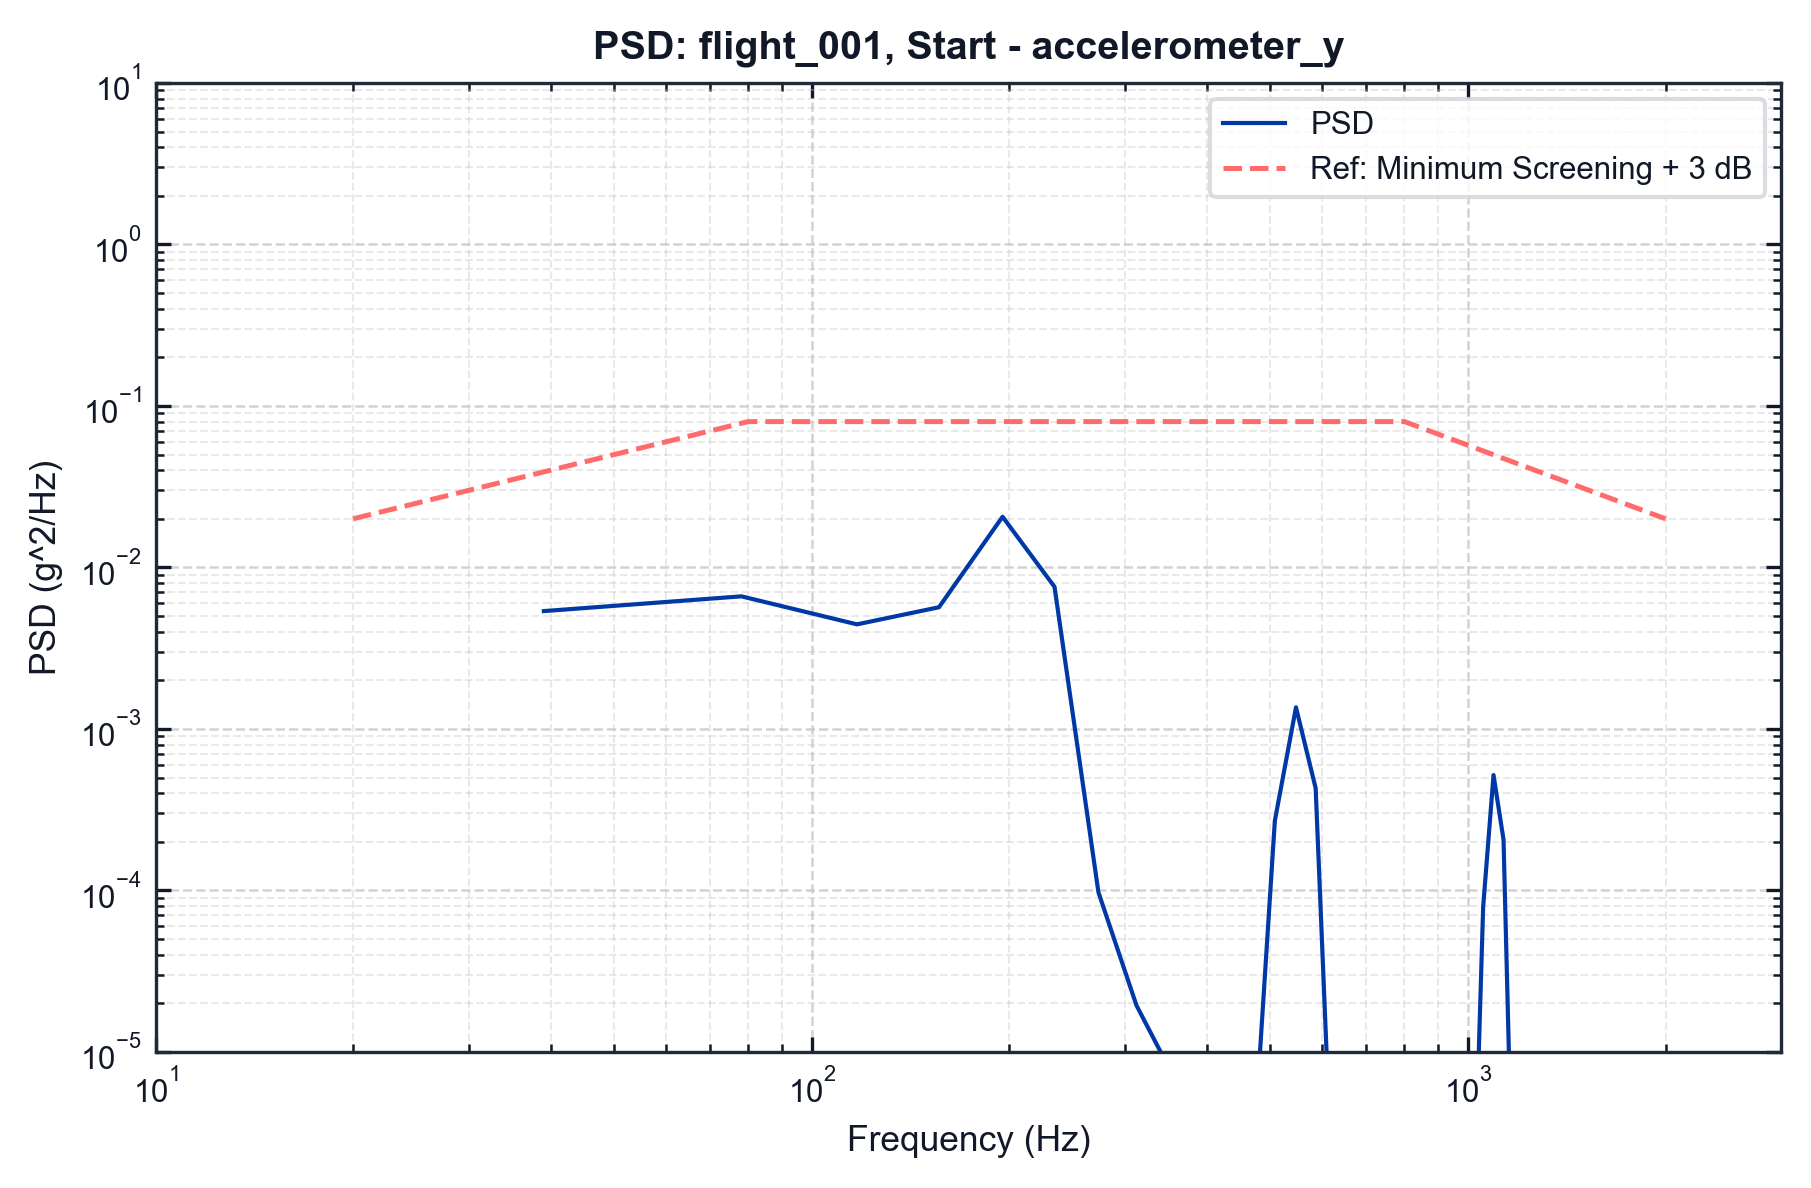 PSD: flight_001, Start - accelerometer_y
PSD
Ref: Minimum Screening + 3 dB
PSD (g^2/Hz)
10^1
10^0
10^−1
10^−2
10^−3
10^−4
10^−5
10^1
10^2
10^3
Frequency (Hz)